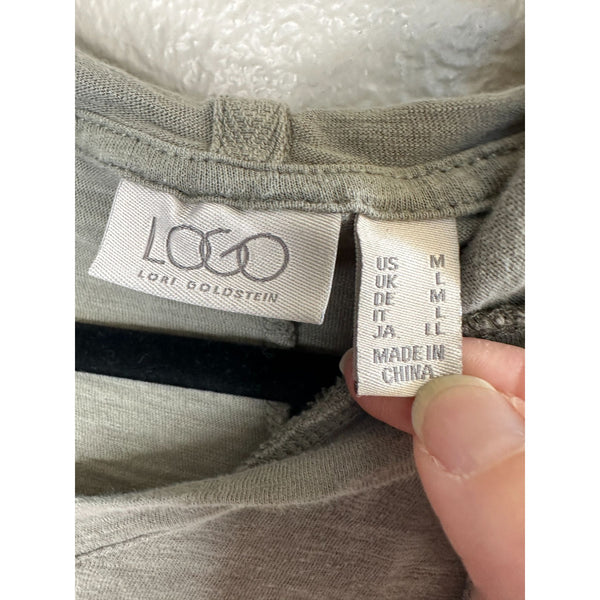 LOGO
LORI GOLDSTEIN
US M
UK L
DE M
IT L
JA LL
MADE IN
CHINA